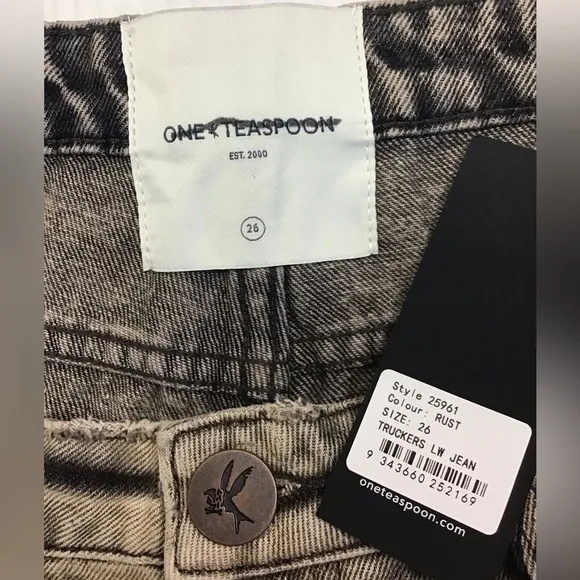 ONE TEASPOON
EST. 2000
26
Style 25961
Colour: RUST
SIZE: 26
TRUCKERS LW JEAN
9 343660 252169
oneteaspoon.com